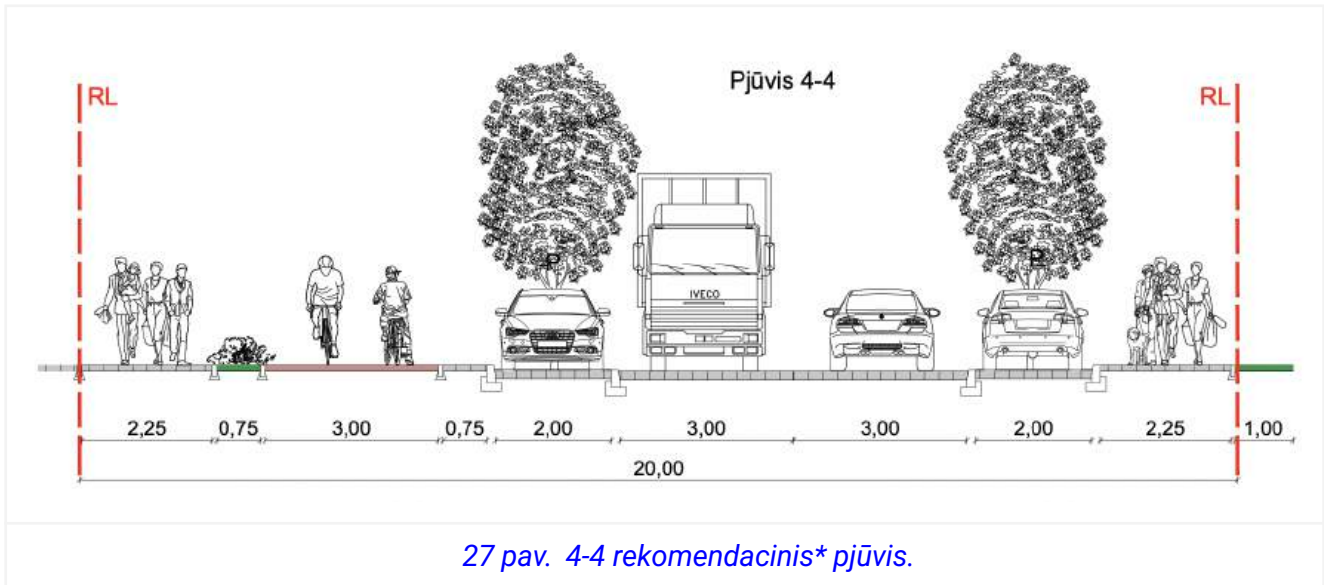 Pjūvis 4-4
RL
RL
P
P
IVECO
2,25 0,75 3,00 0,75 2,00 3,00 3,00 2,00 2,25 1,00
20,00
27 pav. 4-4 rekomendacinis* pjūvis.